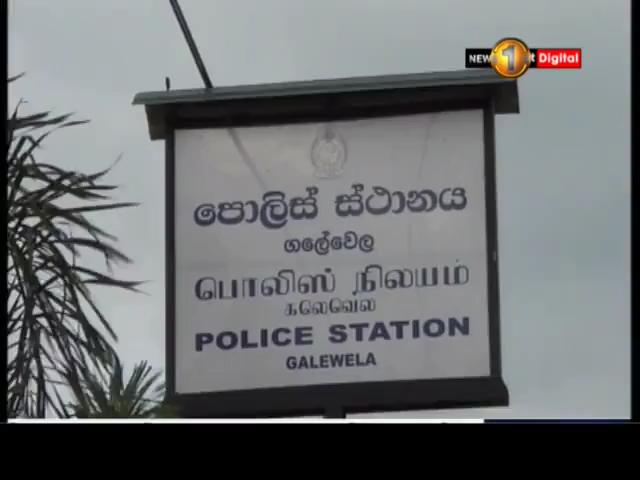 NEWS 1st Digital
පොලිස් ස්ථානය
ගලේවෙල
பொலிஸ் நிலயம்
கலெவெல
POLICE STATION
GALEWELA